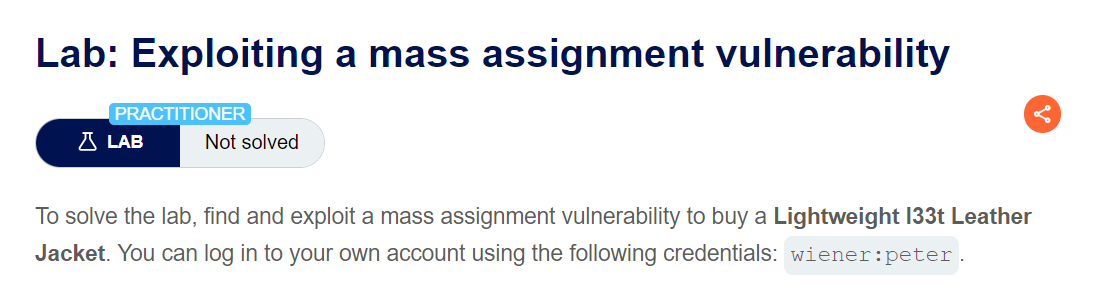 Lab: Exploiting a mass assignment vulnerability
PRACTITIONER
LAB
Not solved
To solve the lab, find and exploit a mass assignment vulnerability to buy a Lightweight l33t Leather
Jacket. You can log in to your own account using the following credentials: wiener:peter.